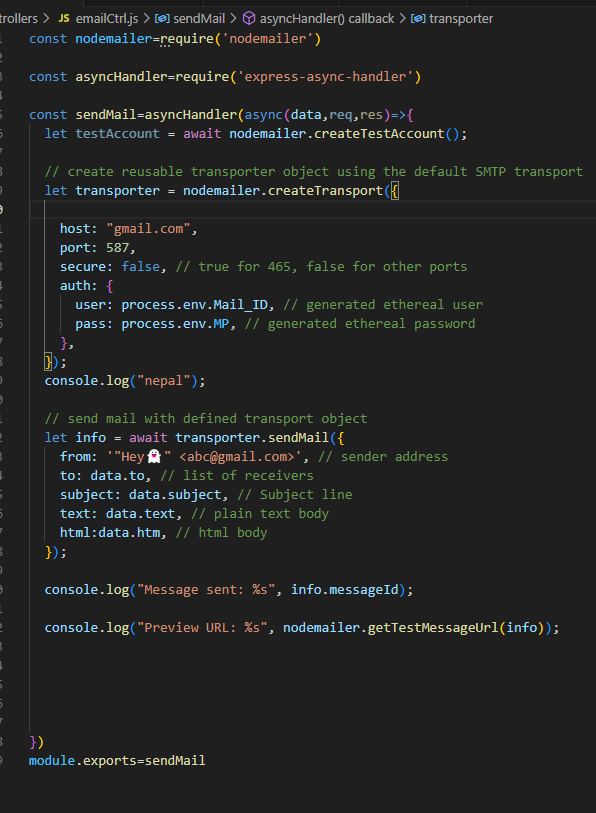 trollers > JS emailCtrl.js > sendMail > asyncHandler() callback > transporter
const nodemailer=require('nodemailer')
const asyncHandler=require('express-async-handler')
const sendMail=asyncHandler(async(data,req,res)=>{
let testAccount = await nodemailer.createTestAccount();
// create reusable transporter object using the default SMTP transport
let transporter = nodemailer.createTransport({
host: "gmail.com",
port: 587,
secure: false, // true for 465, false for other ports
auth: {
user: process.env.Mail_ID, // generated ethereal user
pass: process.env.MP, // generated ethereal password
},
});
console.log("nepal");
// send mail with defined transport object
let info = await transporter.sendMail({
from: '"Hey👻" <abc@gmail.com>', // sender address
to: data.to, // list of receivers
subject: data.subject, // Subject line
text: data.text, // plain text body
html:data.htm, // html body
});
console.log("Message sent: %s", info.messageId);
console.log("Preview URL: %s", nodemailer.getTestMessageUrl(info));
})
module.exports=sendMail